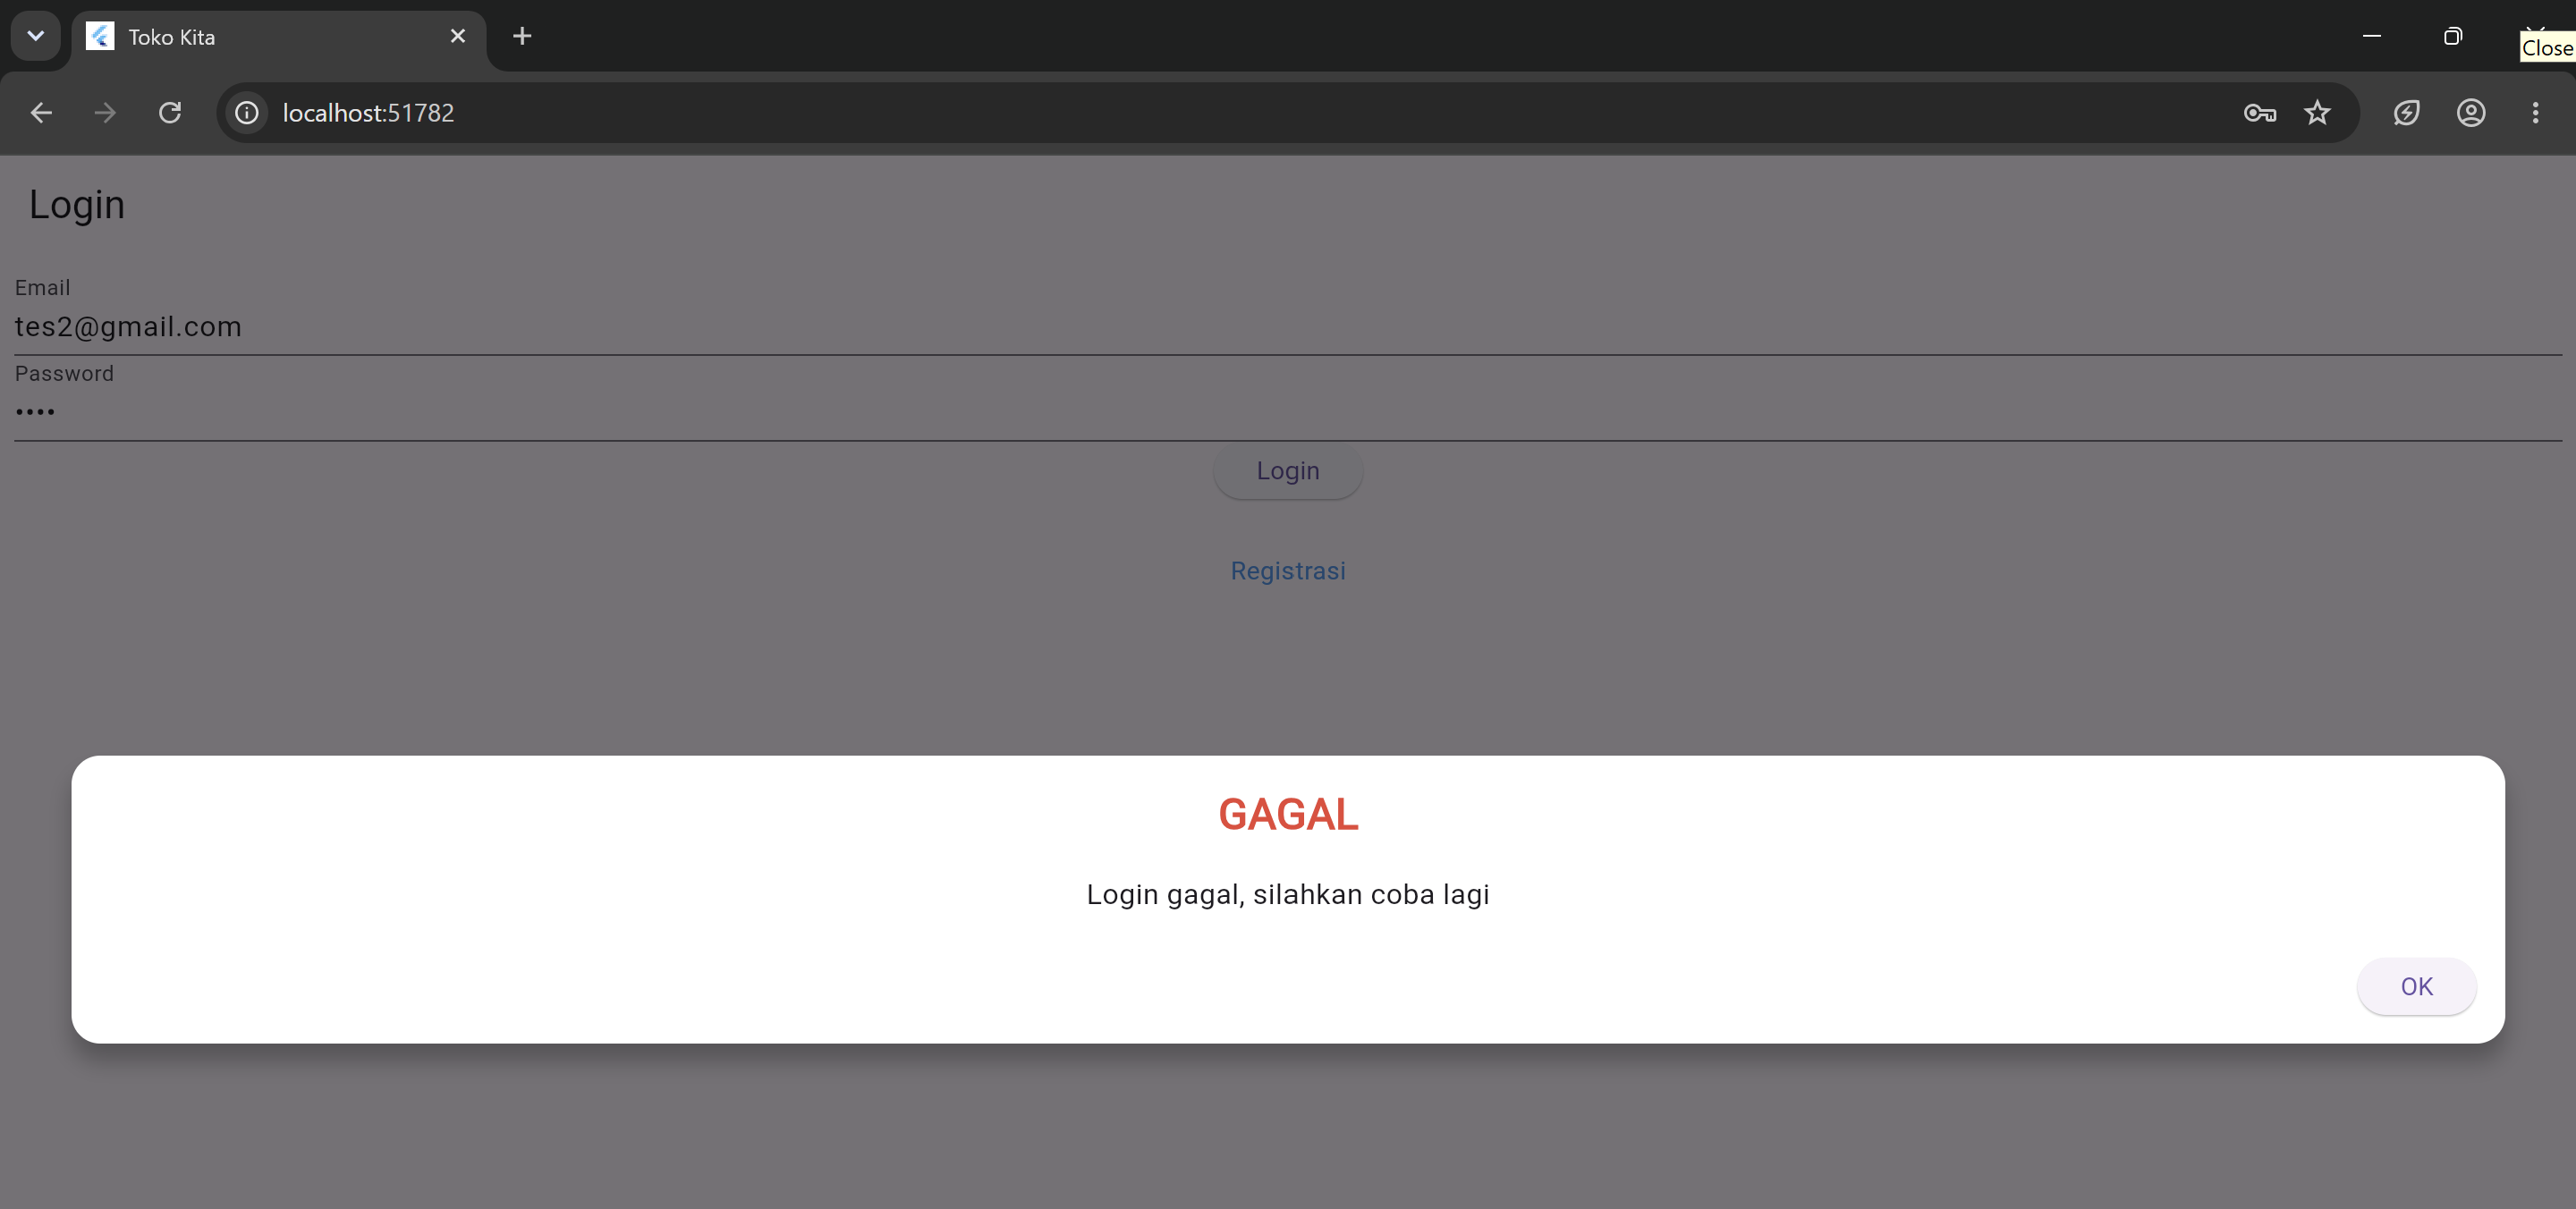 Toko Kita
Close
localhost:51782
Login
Email
tes2@gmail.com
Password
••••
Login
Registrasi
GAGAL
Login gagal, silahkan coba lagi
OK